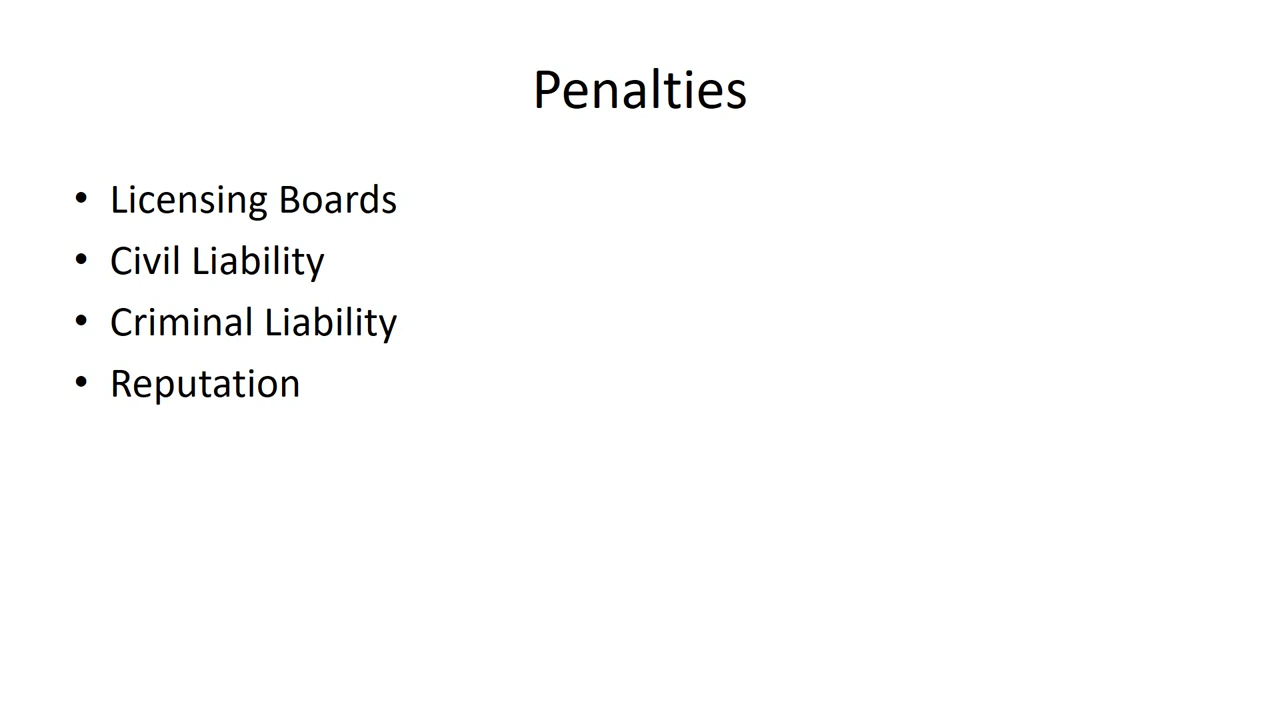 Penalties
• Licensing Boards
• Civil Liability
• Criminal Liability
• Reputation